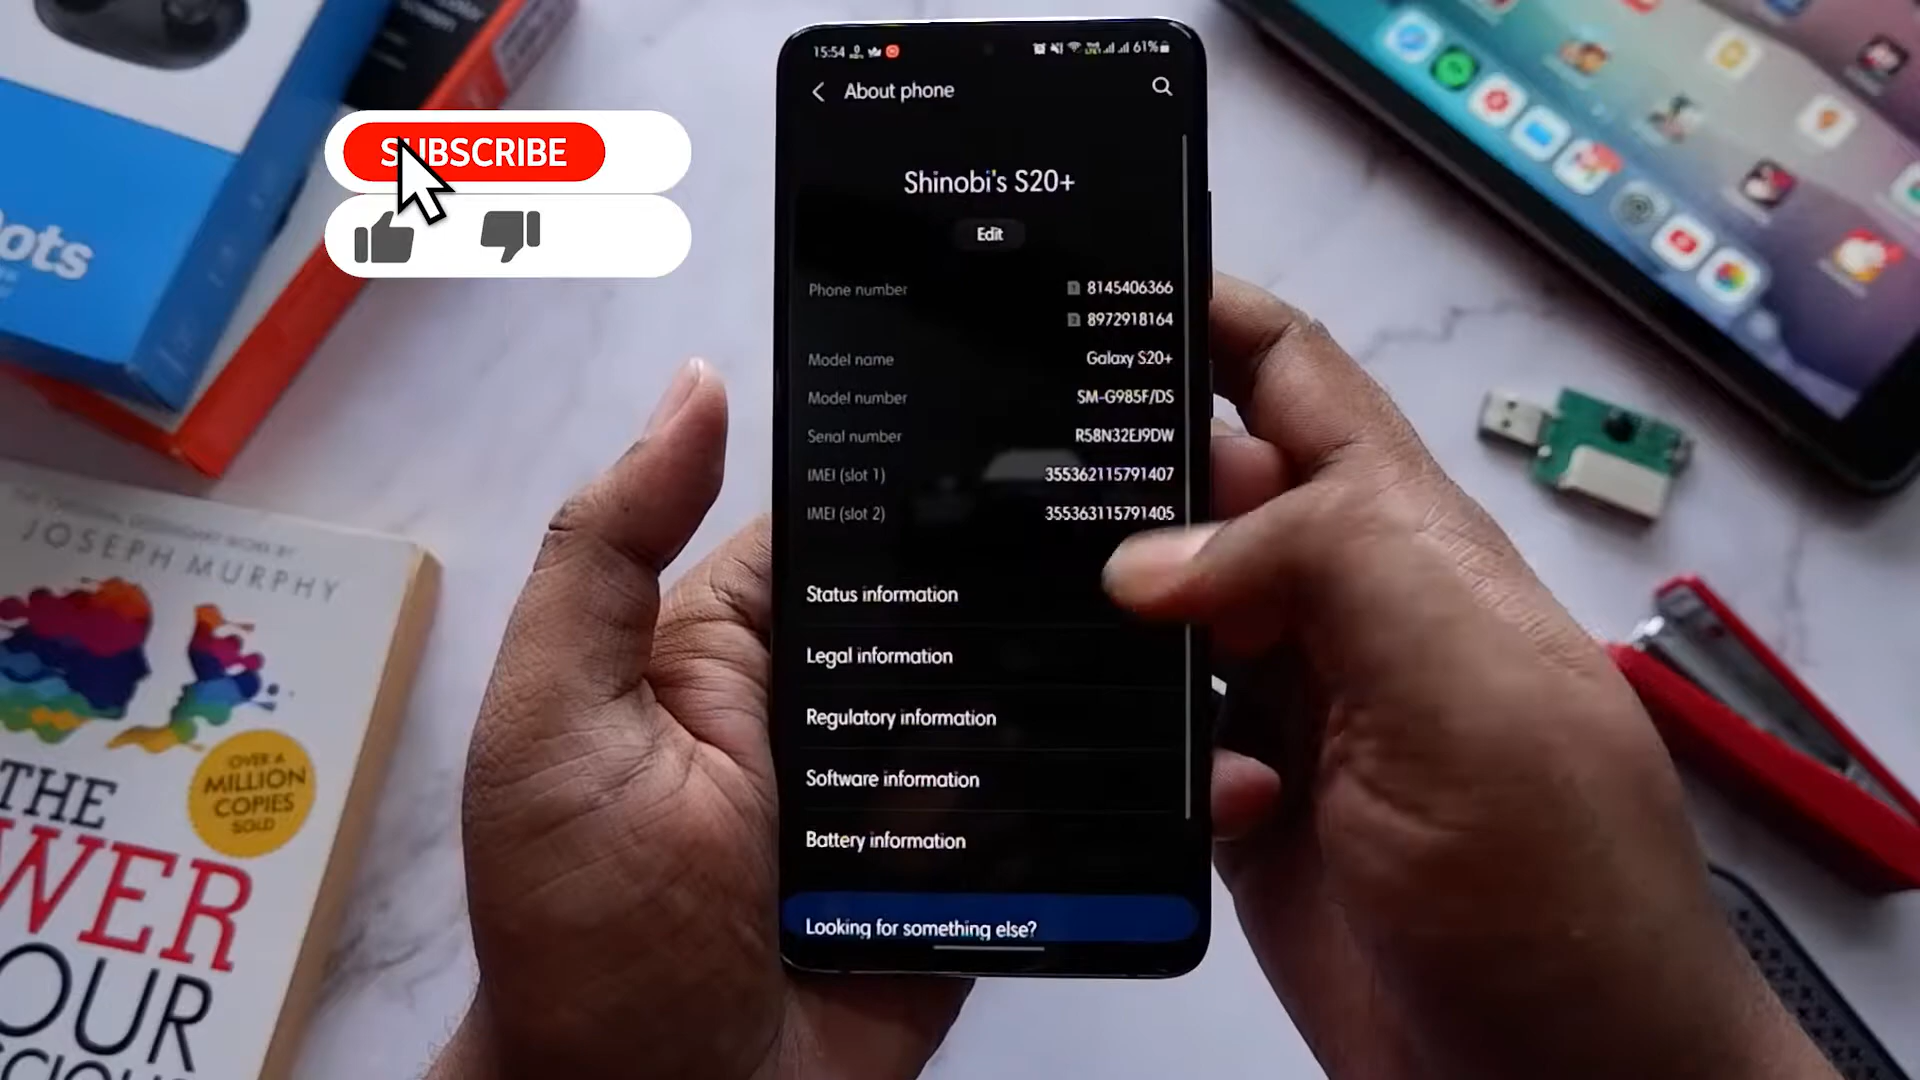 15:54
61%
About phone
SUBSCRIBE
Shinobi's S20+
Edit
Phone number
1 8145406366
2 8972918164
Model name
Galaxy S20+
Model number
SM-G985F/DS
Serial number
R58N32EJ9DW
IMEI (slot 1)
355362115791407
IMEI (slot 2)
355363115791405
Status information
Legal information
Regulatory information
Software information
Battery information
Looking for something else?
ots
JOSEPH MURPHY
OVER A
MILLION
COPIES
SOLD
THE
WER
OUR